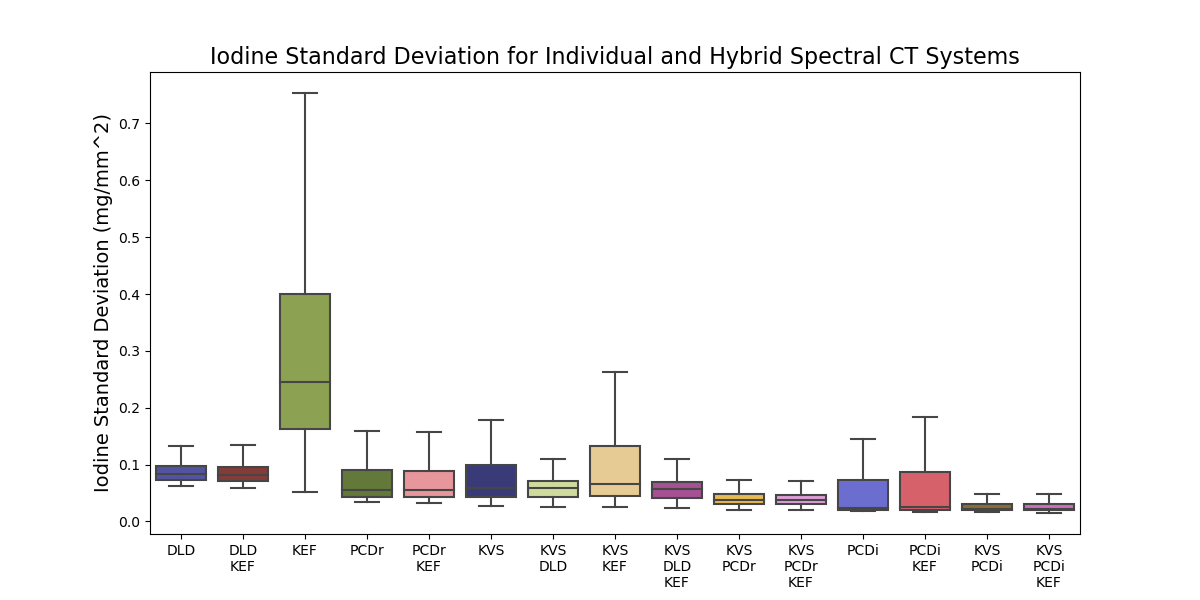 Iodine Standard Deviation for Individual and Hybrid Spectral CT Systems
Iodine Standard Deviation (mg/mm^2)
0.7
0.6
0.5
0.4
0.3
0.2
0.1
0.0
DLD
DLD
KEF
KEF
PCDr
PCDr
KEF
KVS
KVS
DLD
KVS
KEF
KVS
DLD
KEF
KVS
PCDr
KVS
PCDr
KEF
PCDi
PCDi
KEF
KVS
PCDi
KVS
PCDi
KEF